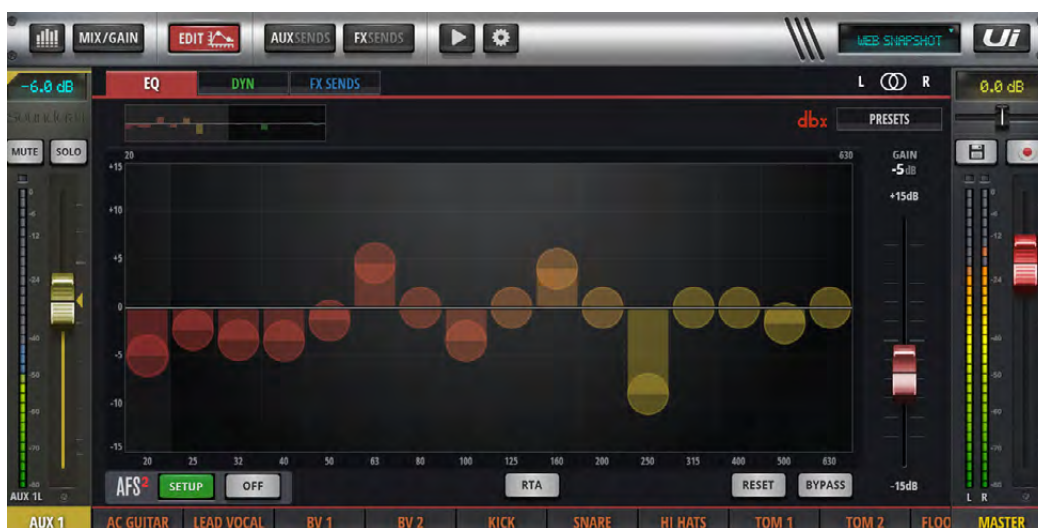 MIX/GAIN EDIT AUXSENDS FXSENDS WEB SNAPSHOT Ui
-6.0 dB EQ DYN FX SENDS L R 0.0 dB
Soundcraft dbx PRESETS
MUTE SOLO
20 630 GAIN
-5dB
+15 +15dB
+10
+5
0
-5
-10
-15
20 25 32 40 50 63 80 100 125 160 200 250 315 400 500 630
AFS2 SETUP OFF RTA RESET BYPASS -15dB
AUX 1L L R
AUX 1 AC GUITAR LEAD VOCAL BV 1 BV 2 KICK SNARE HI HATS TOM 1 TOM 2 FLOO MASTER